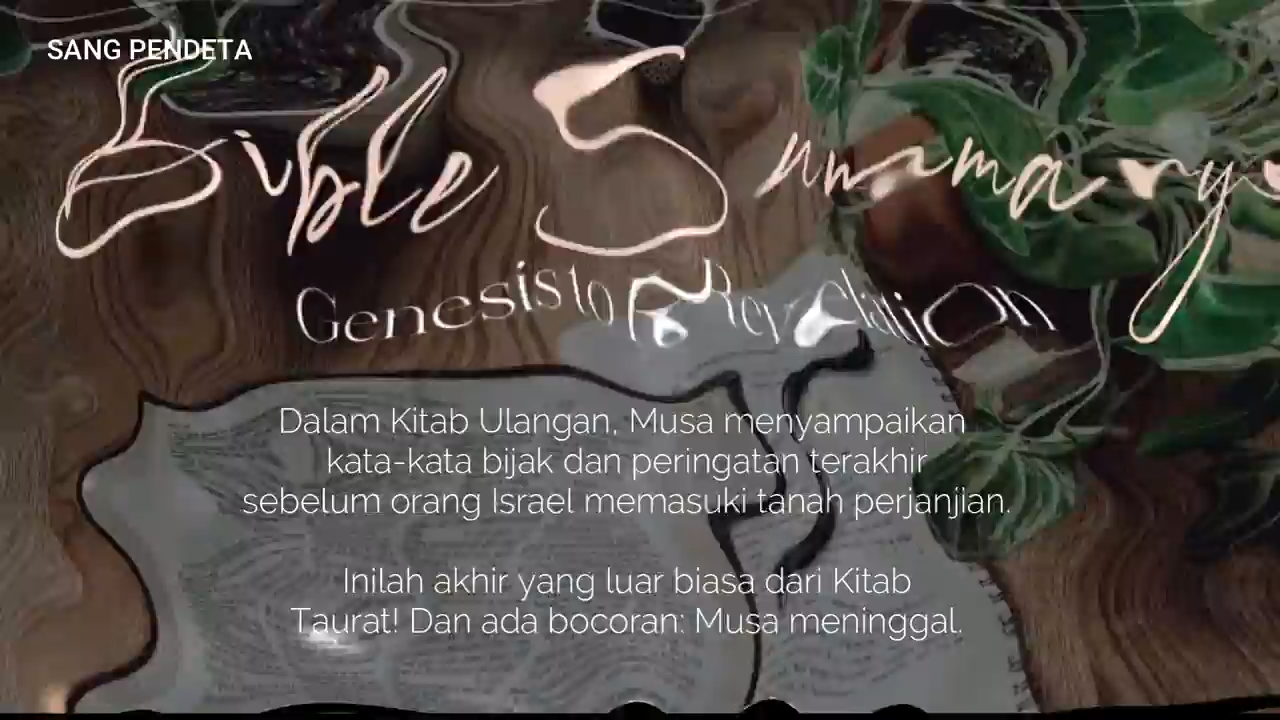 SANG PENDETA
Bible Summary
Genesis to Revelation
Dalam Kitab Ulangan, Musa menyampaikan
kata-kata bijak dan peringatan terakhir
sebelum orang Israel memasuki tanah perjanjian.
Inilah akhir yang luar biasa dari Kitab
Taurat! Dan ada bocoran: Musa meninggal.